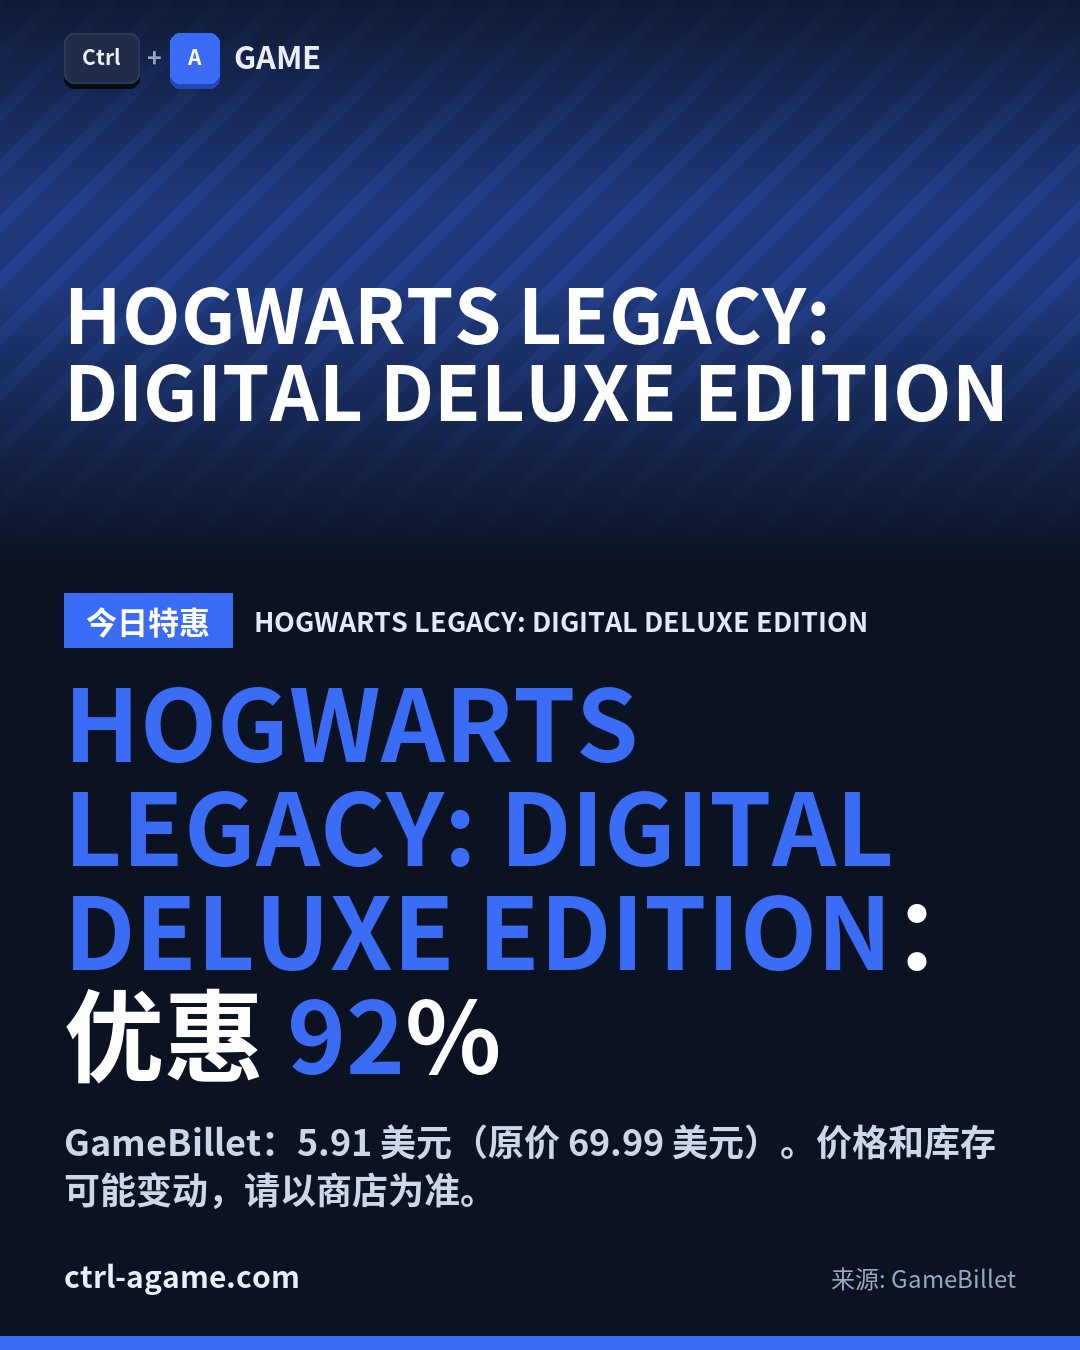 Ctrl + A GAME
HOGWARTS LEGACY:
DIGITAL DELUXE EDITION
今日特惠 HOGWARTS LEGACY: DIGITAL DELUXE EDITION
HOGWARTS
LEGACY: DIGITAL
DELUXE EDITION：
优惠 92%
GameBillet：5.91 美元（原价 69.99 美元）。价格和库存
可能变动，请以商店为准。
ctrl-agame.com
来源: GameBillet